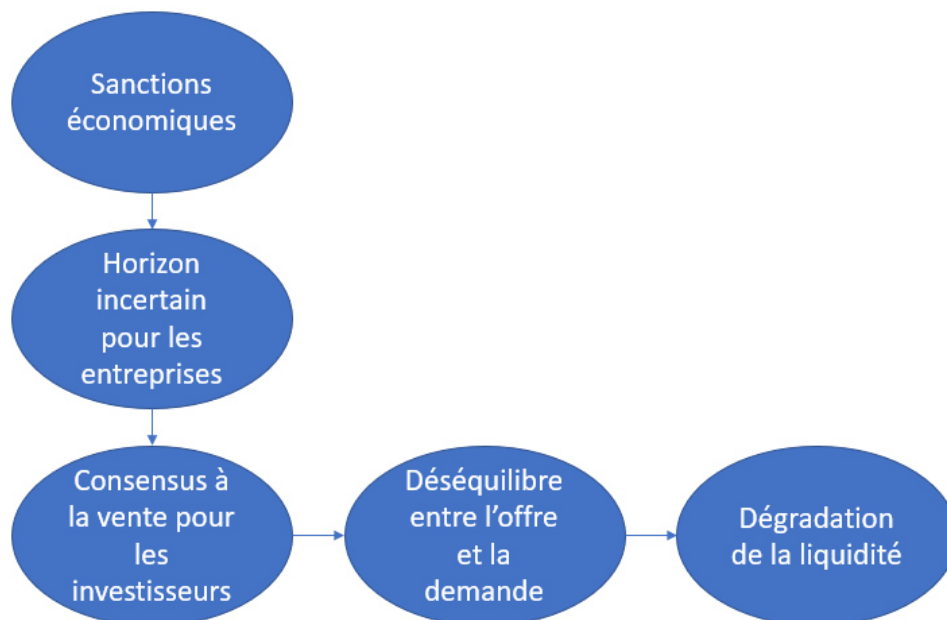 Sanctions
économiques
Horizon
incertain
pour les
entreprises
Consensus à
la vente pour
les
investisseurs
Déséquilibre
entre l’offre
et la
demande
Dégradation
de la liquidité